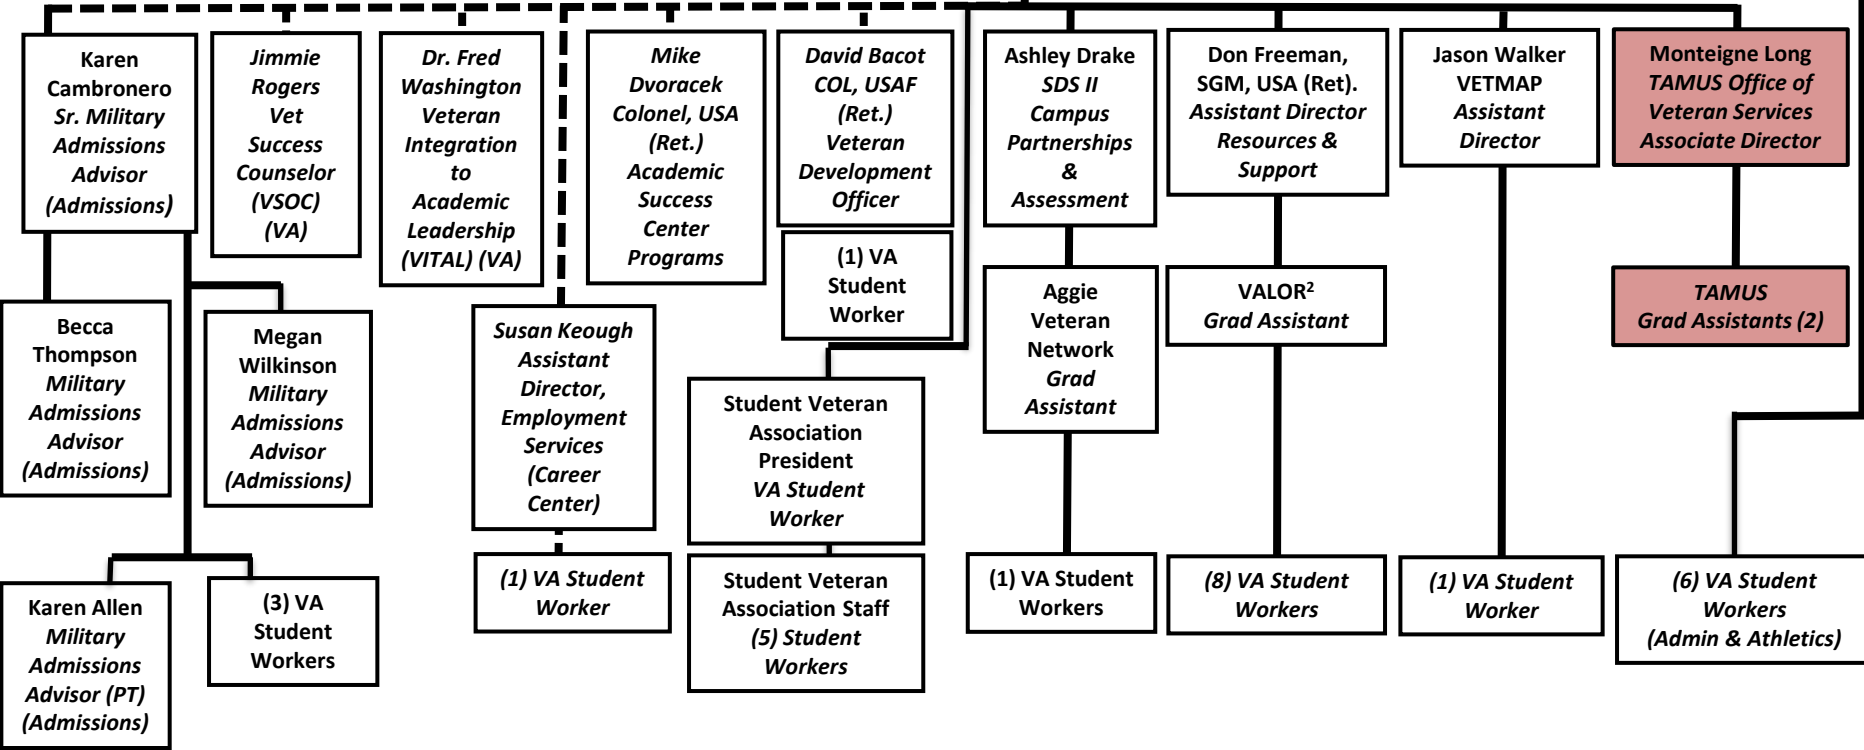 Karen
Cambronero
Sr. Military
Admissions
Advisor
(Admissions)
Jimmie
Rogers
Vet
Success
Counselor
(VSOC)
(VA)
Dr. Fred
Washington
Veteran
Integration
to
Academic
Leadership
(VITAL) (VA)
Mike
Dvoracek
Colonel, USA
(Ret.)
Academic
Success
Center
Programs
David Bacot
COL, USAF
(Ret.)
Veteran
Development
Officer
(1) VA
Student
Worker
Ashley Drake
SDS II
Campus
Partnerships
&
Assessment
Don Freeman,
SGM, USA (Ret).
Assistant Director
Resources &
Support
Jason Walker
VETMAP
Assistant
Director
Monteigne Long
TAMUS Office of
Veteran Services
Associate Director
Becca
Thompson
Military
Admissions
Advisor
(Admissions)
Megan
Wilkinson
Military
Admissions
Advisor
(Admissions)
Susan Keough
Assistant
Director,
Employment
Services
(Career
Center)
Student Veteran
Association
President
VA Student
Worker
Aggie
Veteran
Network
Grad
Assistant
VALOR²
Grad Assistant
TAMUS
Grad Assistants (2)
Karen Allen
Military
Admissions
Advisor (PT)
(Admissions)
(3) VA
Student
Workers
(1) VA Student
Worker
Student Veteran
Association Staff
(5) Student
Workers
(1) VA Student
Workers
(8) VA Student
Workers
(1) VA Student
Worker
(6) VA Student
Workers
(Admin & Athletics)